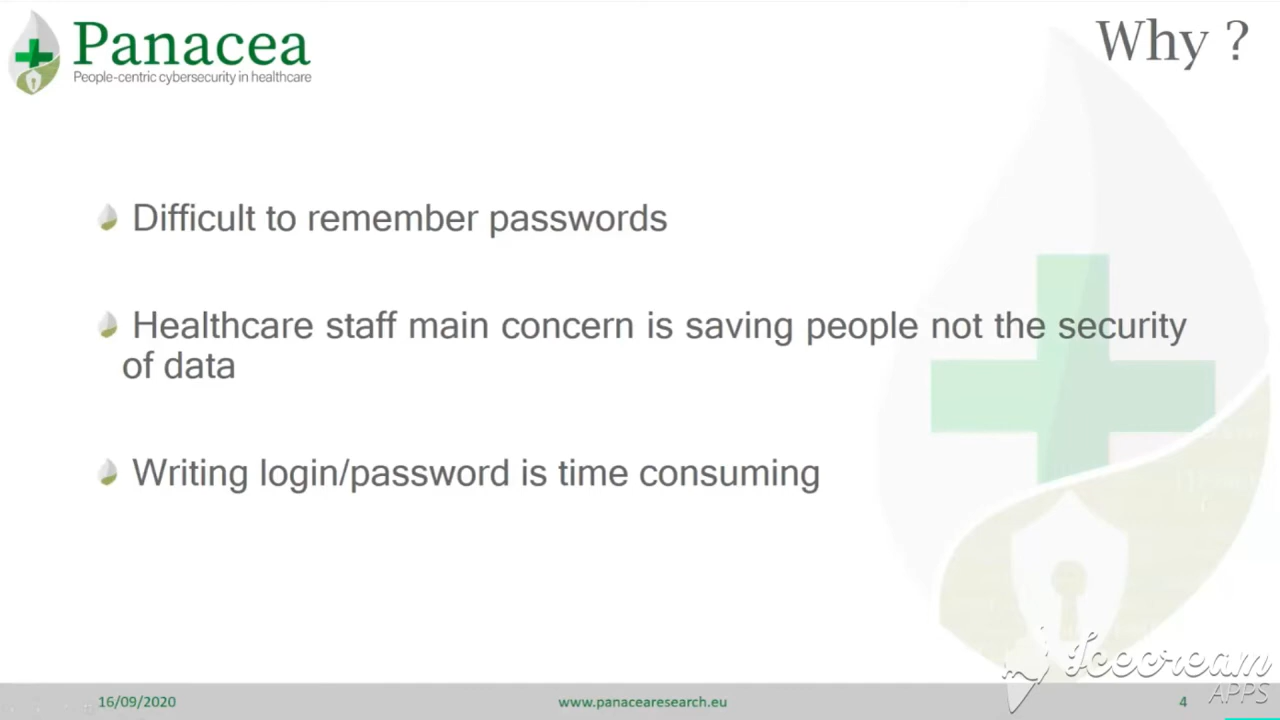 Panacea
People-centric cybersecurity in healthcare
Why ?
Difficult to remember passwords
Healthcare staff main concern is saving people not the security
of data
Writing login/password is time consuming
Icecream
APPS
16/09/2020
www.panacearesearch.eu
4